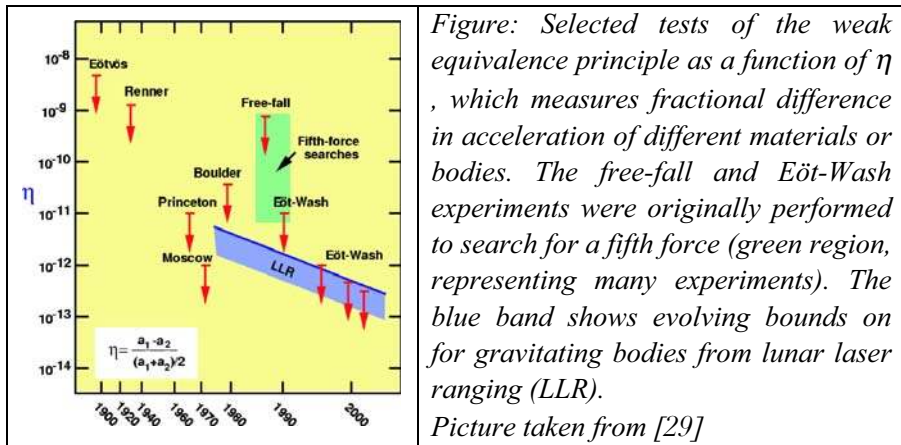 10-8
Eötvös
Renner
Free-fall
10-9
Fifth-force
searches
10-10
Boulder
η
Princeton
Eöt-Wash
10-11
Moscow
LLR
Eöt-Wash
10-12
10-13
η= a1 -a2
(a1+a2)/2
10-14
1900
1920
1940
1960
1970
1980
1990
2000
Figure: Selected tests of the weak
equivalence principle as a function of η
, which measures fractional difference
in acceleration of different materials or
bodies. The free-fall and Eöt-Wash
experiments were originally performed
to search for a fifth force (green region,
representing many experiments). The
blue band shows evolving bounds on
for gravitating bodies from lunar laser
ranging (LLR).
Picture taken from [29]